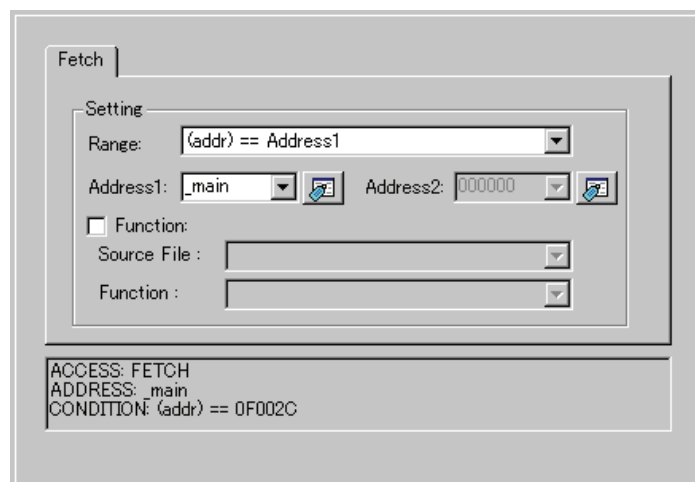 Fetch
Setting
Range: (addr) == Address1
Address1: _main Address2: 000000
Function:
Source File :
Function :
ACCESS: FETCH
ADDRESS: _main
CONDITION: (addr) == 0F002C